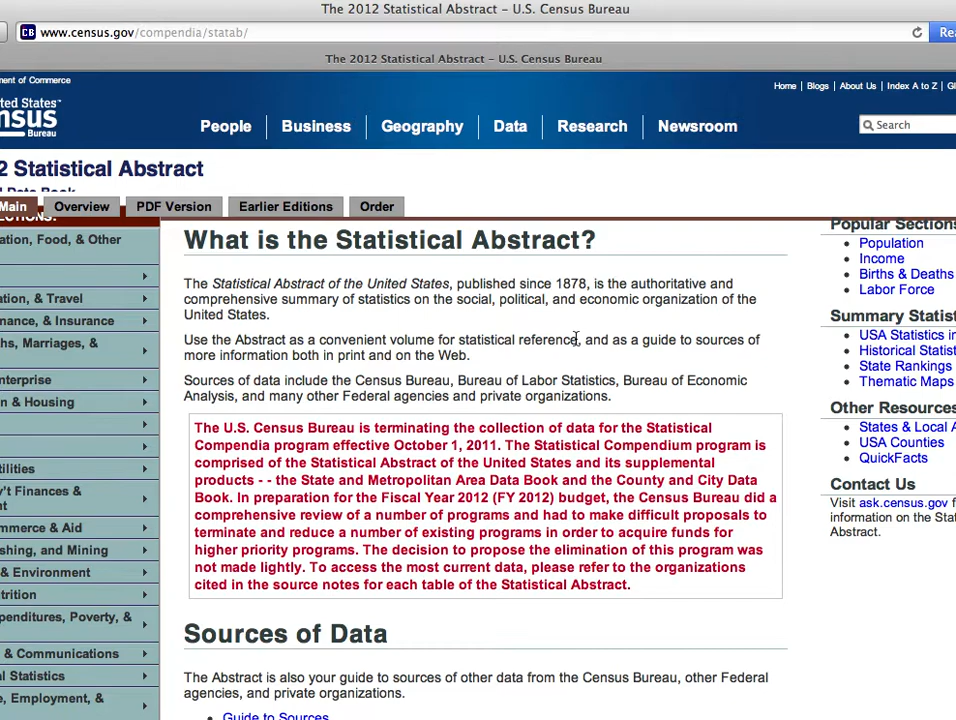 The 2012 Statistical Abstract – U.S. Census Bureau
CB www.census.gov/compendia/statab/
Rea
The 2012 Statistical Abstract – U.S. Census Bureau
ment of Commerce
Home | Blogs | About Us | Index A to Z | Gl
ited States™
nsus
Bureau
People | Business | Geography | Data | Research | Newsroom
Search
2 Statistical Abstract
Main Overview PDF Version Earlier Editions Order
ation, Food, & Other
ation, & Travel
nance, & Insurance
hs, Marriages, &
nterprise
n & Housing
tilities
v't Finances &
nt
mmerce & Aid
shing, and Mining
& Environment
trition
penditures, Poverty, &
& Communications
al Statistics
e, Employment, &
What is the Statistical Abstract?
The Statistical Abstract of the United States, published since 1878, is the authoritative and
comprehensive summary of statistics on the social, political, and economic organization of the
United States.
Use the Abstract as a convenient volume for statistical reference, and as a guide to sources of
more information both in print and on the Web.
Sources of data include the Census Bureau, Bureau of Labor Statistics, Bureau of Economic
Analysis, and many other Federal agencies and private organizations.
The U.S. Census Bureau is terminating the collection of data for the Statistical
Compendia program effective October 1, 2011. The Statistical Compendium program is
comprised of the Statistical Abstract of the United States and its supplemental
products - - the State and Metropolitan Area Data Book and the County and City Data
Book. In preparation for the Fiscal Year 2012 (FY 2012) budget, the Census Bureau did a
comprehensive review of a number of programs and had to make difficult proposals to
terminate and reduce a number of existing programs in order to acquire funds for
higher priority programs. The decision to propose the elimination of this program was
not made lightly. To access the most current data, please refer to the organizations
cited in the source notes for each table of the Statistical Abstract.
Sources of Data
The Abstract is also your guide to sources of other data from the Census Bureau, other Federal
agencies, and private organizations.
• Guide to Sources
Popular Sections
• Population
• Income
• Births & Deaths
• Labor Force
Summary Statist
• USA Statistics in
• Historical Statist
• State Rankings
• Thematic Maps
Other Resources
• States & Local A
• USA Counties
• QuickFacts
Contact Us
Visit ask.census.gov f
information on the Stat
Abstract.